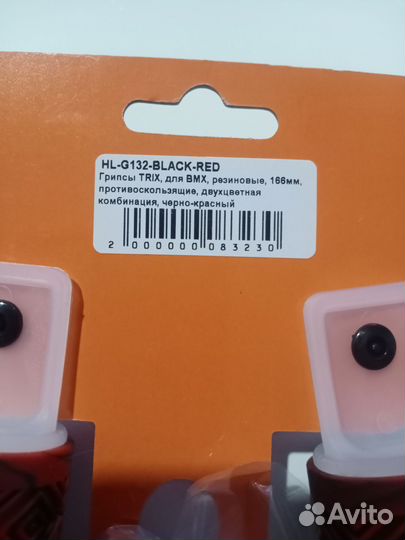 HL-G132-BLACK-RED
Грипсы TRIX, для BMX, резиновые, 166мм,
противоскользящие, двухцветная
комбинация, черно-красный
2 000000 083230
Avito